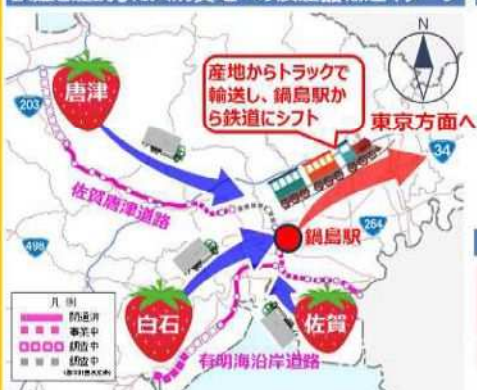 産地からトラックで
輸送し、鍋島駅か
ら鉄道にシフト
N
東京方面へ
203
唐津
34
佐賀唐津道路
264
鍋島駅
498
白石
佐賀
有明海沿岸道路
凡例
開通済
事業中
調査中
調査中